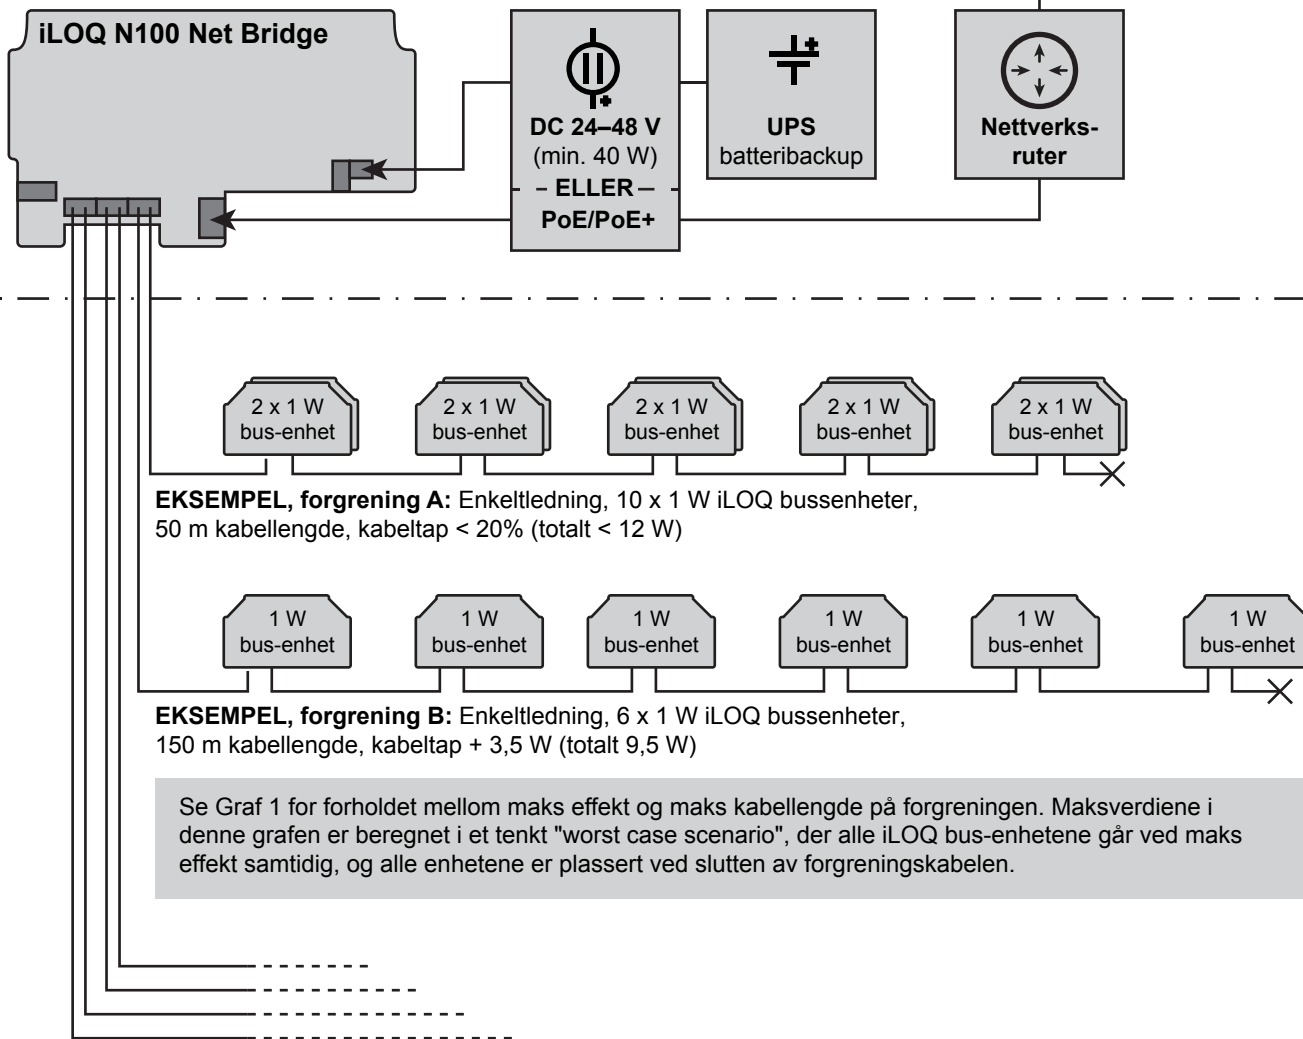 iLOQ N100 Net Bridge
DC 24–48 V
(min. 40 W)
ELLER
PoE/PoE+
UPS
batteribackup
Nettverks-
ruter
2 x 1 W
bus-enhet
2 x 1 W
bus-enhet
2 x 1 W
bus-enhet
2 x 1 W
bus-enhet
2 x 1 W
bus-enhet
EKSEMPEL, forgrening A: Enkeltledning, 10 x 1 W iLOQ bussenheter,
50 m kabellengde, kabeltap < 20% (totalt < 12 W)
1 W
bus-enhet
1 W
bus-enhet
1 W
bus-enhet
1 W
bus-enhet
1 W
bus-enhet
1 W
bus-enhet
EKSEMPEL, forgrening B: Enkeltledning, 6 x 1 W iLOQ bussenheter,
150 m kabellengde, kabeltap + 3,5 W (totalt 9,5 W)
Se Graf 1 for forholdet mellom maks effekt og maks kabellengde på forgreningen. Maksverdiene i
denne grafen er beregnet i et tenkt "worst case scenario", der alle iLOQ bus-enhetene går ved maks
effekt samtidig, og alle enhetene er plassert ved slutten av forgreningskabelen.